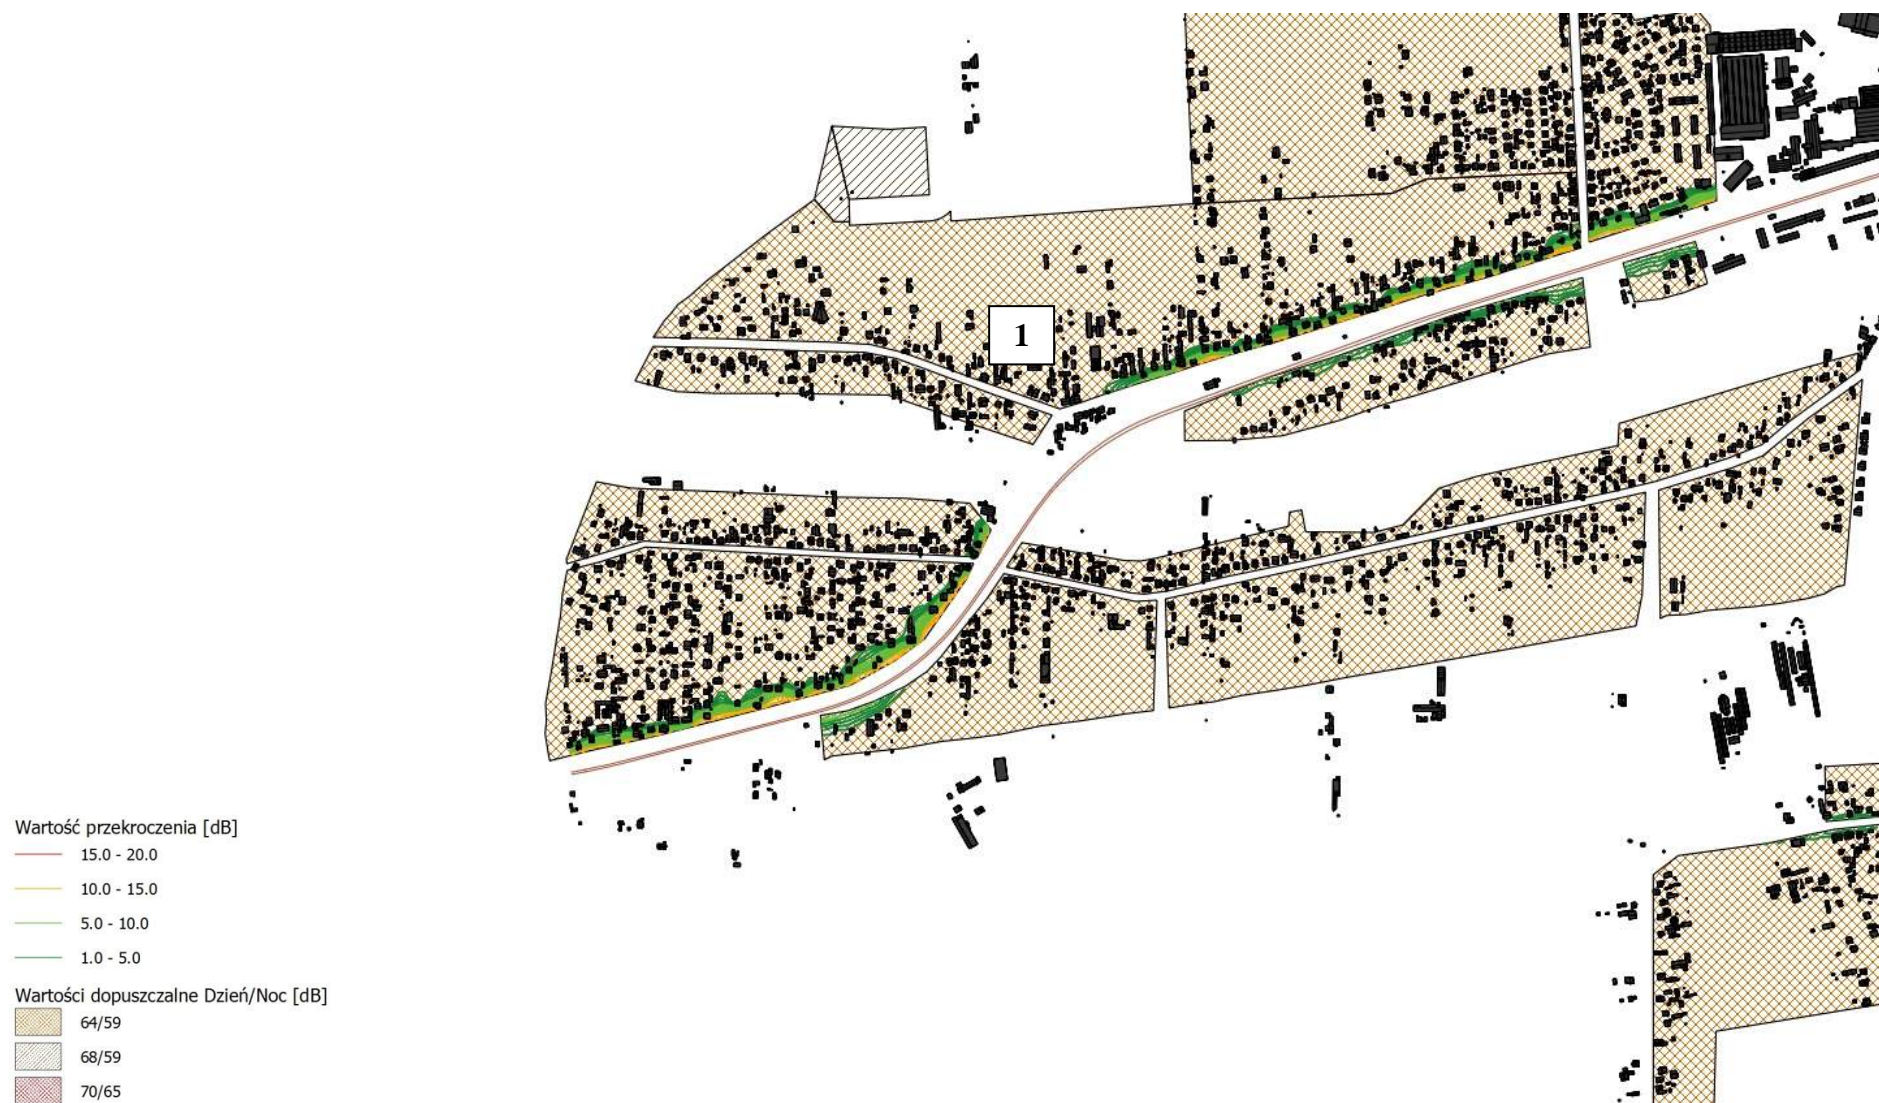 1
Wartość przekroczenia [dB]
15.0 - 20.0
10.0 - 15.0
5.0 - 10.0
1.0 - 5.0
Wartości dopuszczalne Dzień/Noc [dB]
64/59
68/59
70/65